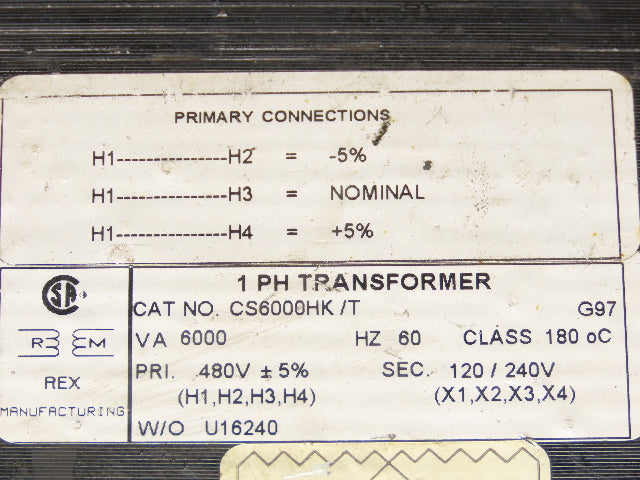 PRIMARY CONNECTIONS
H1---------------H2 = -5%
H1---------------H3 = NOMINAL
H1---------------H4 = +5%
1 PH TRANSFORMER
CAT NO. CS6000HK /T G97
VA 6000 HZ 60 CLASS 180 oC
PRI. 480V ± 5% SEC. 120 / 240V
(H1,H2,H3,H4) (X1,X2,X3,X4)
W/O U16240
CSA
R M
REX
MANUFACTURING